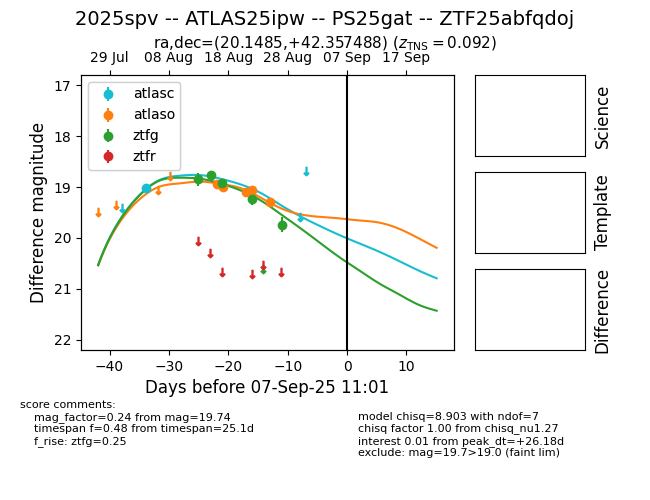 2025spv -- ATLAS25ipw -- PS25gat -- ZTF25abfqdoj
ra,dec=(20.1485,+42.357488) (zTNS = 0.092)
29 Jul 08 Aug 18 Aug 28 Aug 07 Sep 17 Sep
17
18
19
20
21
22
Difference magnitude
atlasc
atlaso
ztfg
ztfr
−40 −30 −20 −10 0 10
Days before 07-Sep-25 11:01
Science
Template
Difference
score comments:
mag_factor=0.24 from mag=19.74
timespan f=0.48 from timespan=25.1d
f_rise: ztfg=0.25
model chisq=8.903 with ndof=7
chisq factor 1.00 from chisq_nu1.27
interest 0.01 from peak_dt=+26.18d
exclude: mag=19.7>19.0 (faint lim)